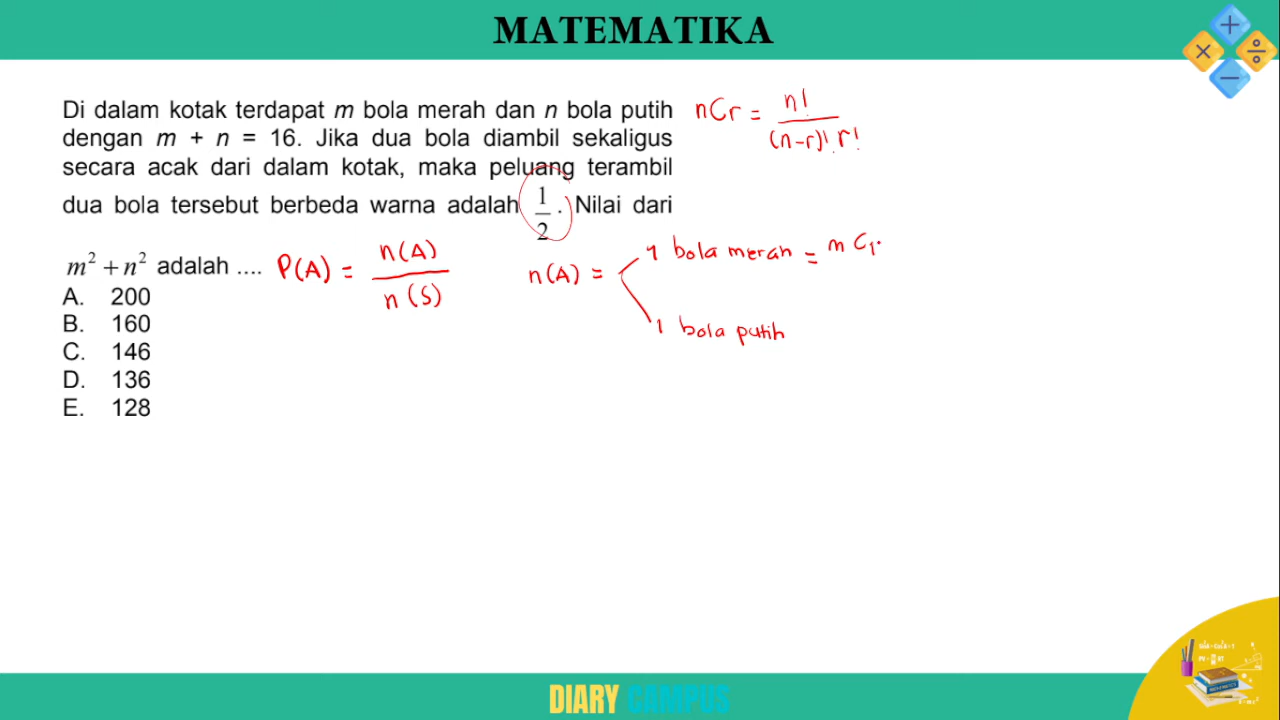 MATEMATIKA
Di dalam kotak terdapat m bola merah dan n bola putih
dengan m + n = 16. Jika dua bola diambil sekaligus
secara acak dari dalam kotak, maka peluang terambil
dua bola tersebut berbeda warna adalah 1/2. Nilai dari
m² + n² adalah ....
A. 200
B. 160
C. 146
D. 136
E. 128
nCr = n! / (n-r)! r!
P(A) = n(A) / n(S)
n(A) =
1 bola merah = mC1
1 bola putih
DIARY CAMPUS